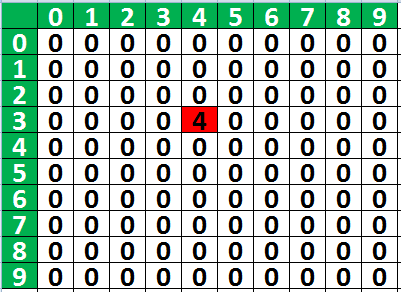 0 1 2 3 4 5 6 7 8 9
0 0 0 0 0 0 0 0 0 0 0
1 0 0 0 0 0 0 0 0 0 0
2 0 0 0 0 0 0 0 0 0 0
3 0 0 0 0 4 0 0 0 0 0
4 0 0 0 0 0 0 0 0 0 0
5 0 0 0 0 0 0 0 0 0 0
6 0 0 0 0 0 0 0 0 0 0
7 0 0 0 0 0 0 0 0 0 0
8 0 0 0 0 0 0 0 0 0 0
9 0 0 0 0 0 0 0 0 0 0